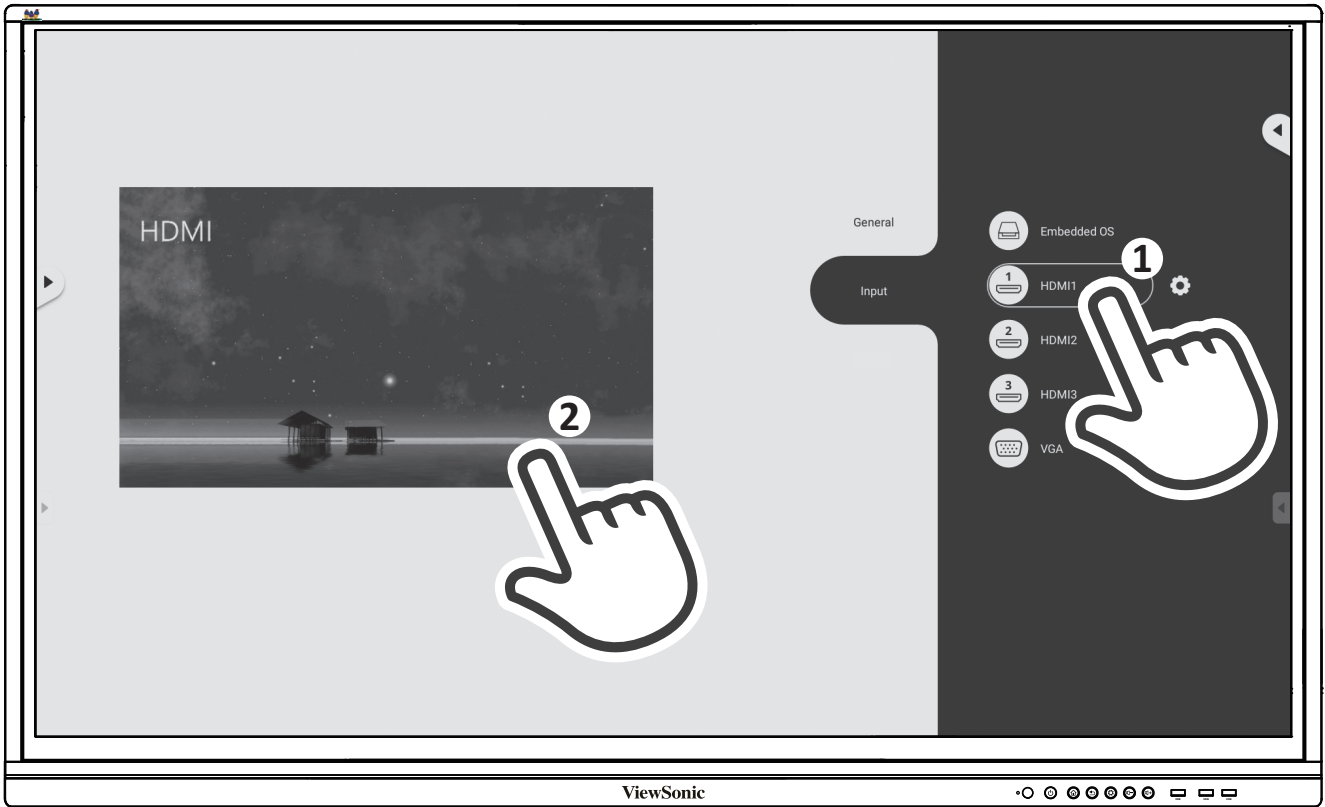 HDMI
General
Input
Embedded OS
1
1
HDMI1
2
HDMI2
3
HDMI3
VGA
2
ViewSonic